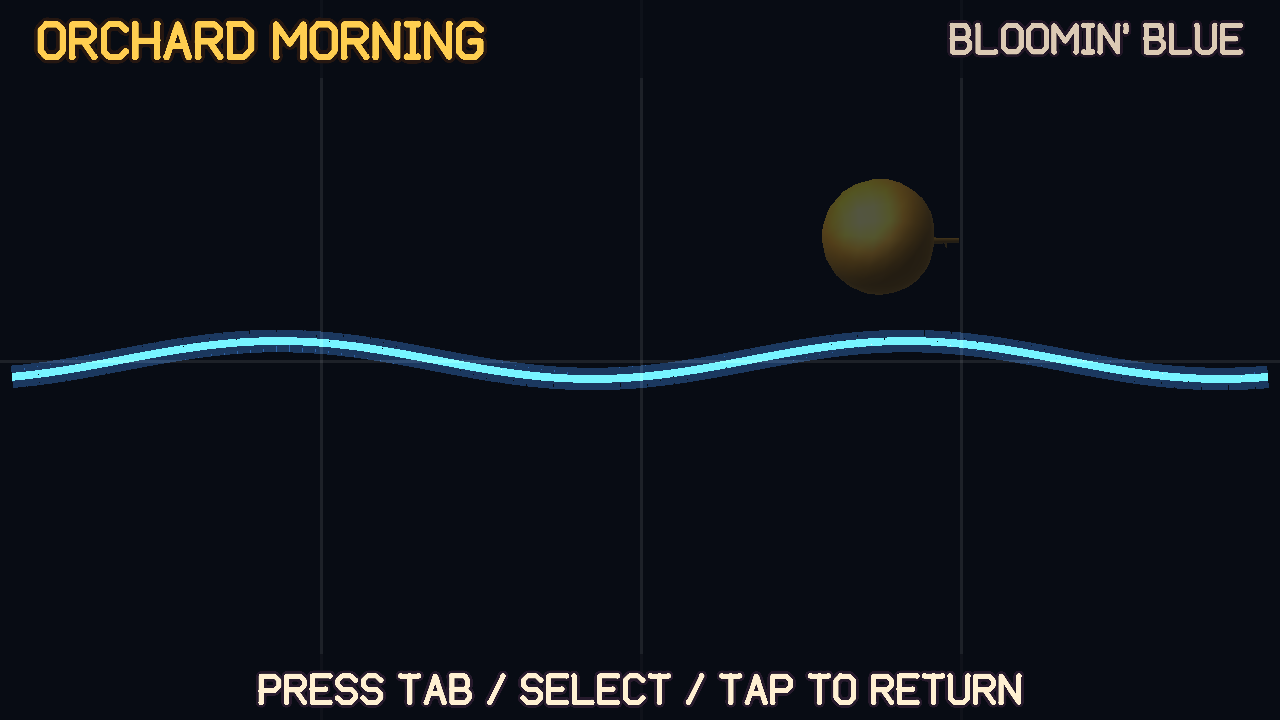 ORCHARD MORNING
BLOOMIN' BLUE
PRESS TAB / SELECT / TAP TO RETURN